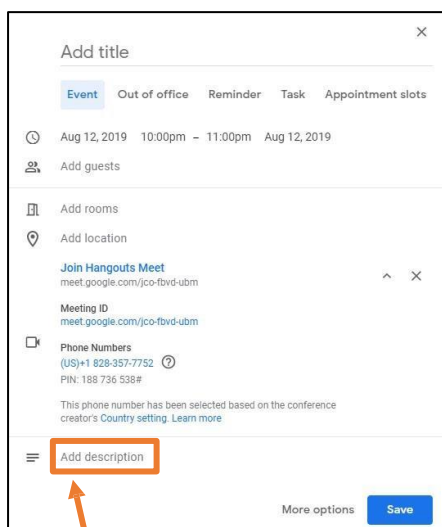 Add title
Event Out of office Reminder Task Appointment slots
Aug 12, 2019 10:00pm – 11:00pm Aug 12, 2019
Add guests
Add rooms
Add location
Join Hangouts Meet
meet.google.com/jco-fbvd-ubm
Meeting ID
meet.google.com/jco-fbvd-ubm
Phone Numbers
(US)+1 828-357-7752
PIN: 188 736 538#
This phone number has been selected based on the conference
creator's Country setting. Learn more
Add description
More options Save